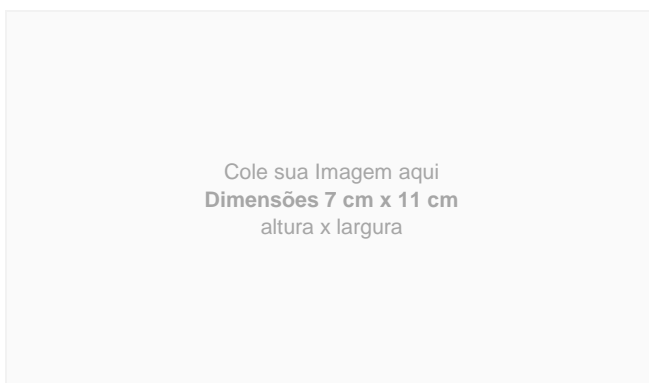 Cole sua Imagem aqui
Dimensões 7 cm x 11 cm
altura x largura